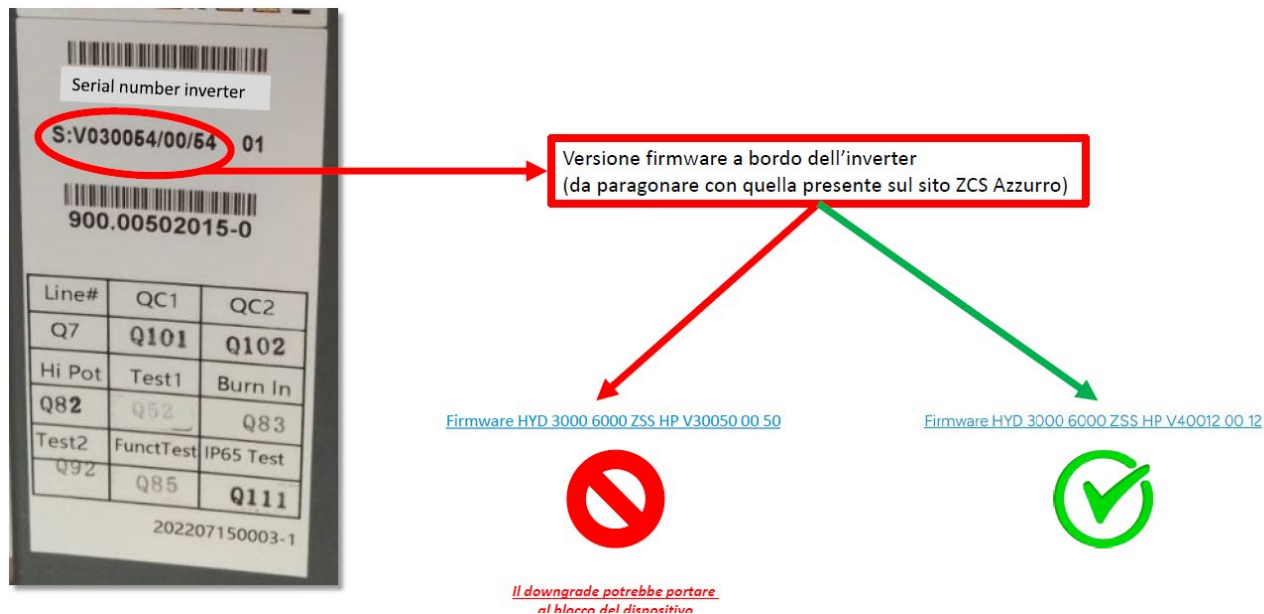 Serial number inverter
S:V030054/00/54 01
900.00502015-0
Line# QC1 QC2
Q7 Q101 Q102
Hi Pot Test1 Burn In
Q82 Q52 Q83
Test2 FunctTest IP65 Test
Q92 Q85 Q111
202207150003-1
Versione firmware a bordo dell'inverter
(da paragonare con quella presente sul sito ZCS Azzurro)
Firmware HYD 3000 6000 ZSS HP V30050 00 50
Firmware HYD 3000 6000 ZSS HP V40012 00 12
Il downgrade potrebbe portare
al blocco del dispositivo